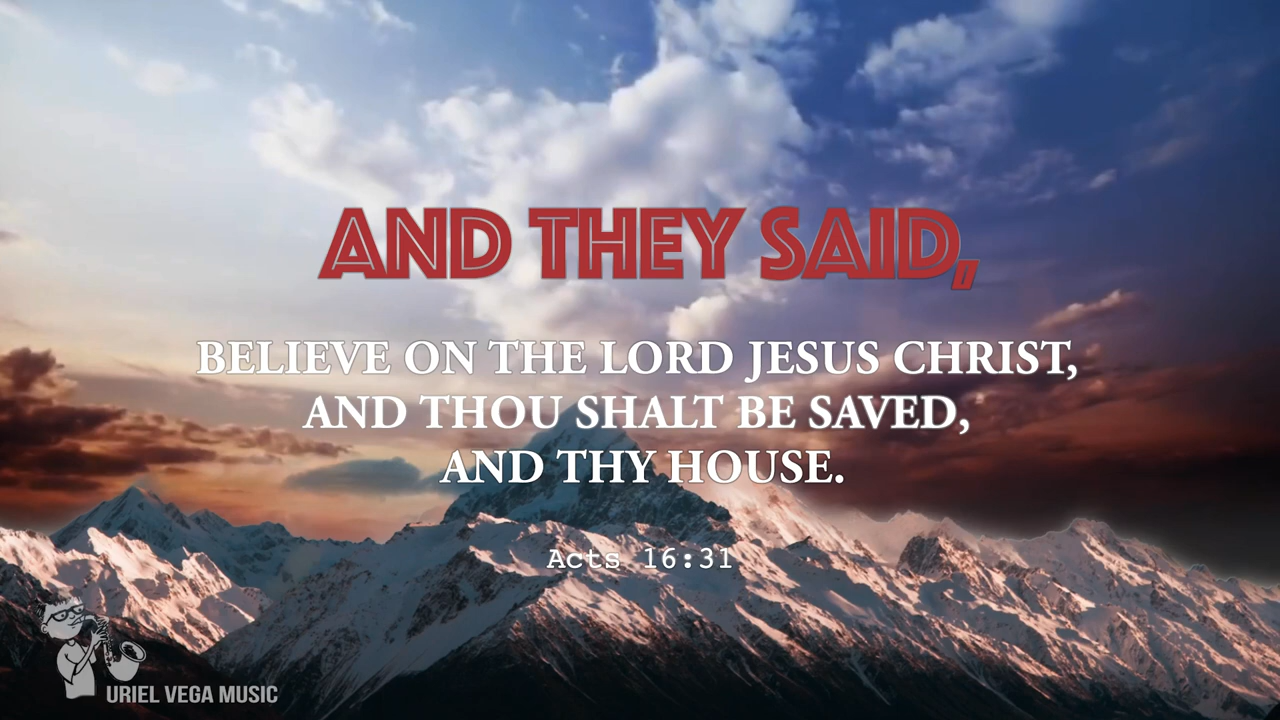 AND THEY SAID,
BELIEVE ON THE LORD JESUS CHRIST,
AND THOU SHALT BE SAVED,
AND THY HOUSE.
Acts 16:31
URIEL VEGA MUSIC